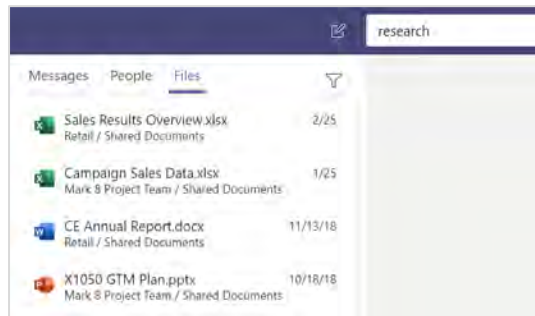 research
Messages People Files
Sales Results Overview.xlsx 2/25
Retail / Shared Documents
Campaign Sales Data.xlsx 1/25
Mark 8 Project Team / Shared Documents
CE Annual Report.docx 11/13/18
Retail / Shared Documents
X1050 GTM Plan.pptx 10/18/18
Mark 8 Project Team / Shared Documents